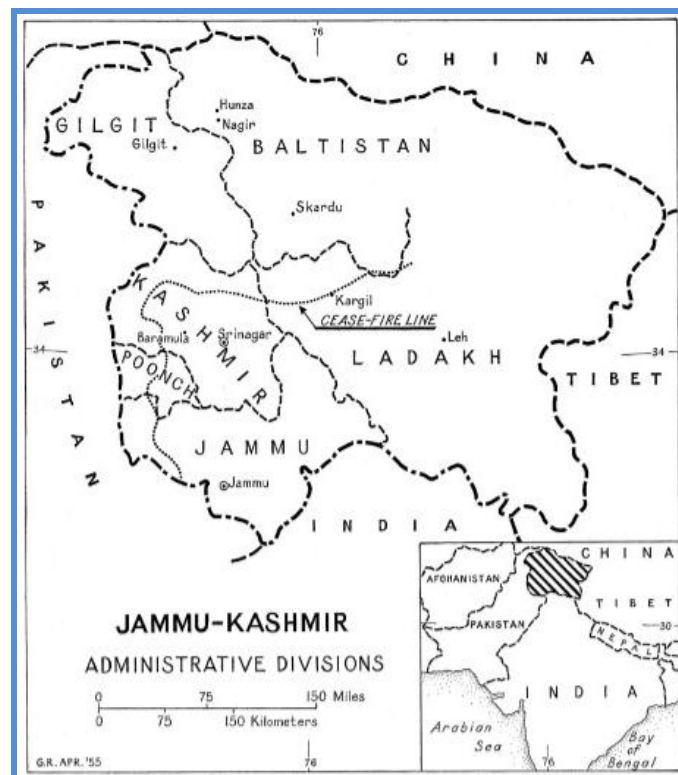 76
CHINA
Hunza
Nagir
GILGIT
Gilgit
BALTISTAN
PAKISTAN
Skardu
KASHMIR
Kargil
CEASE-FIRE LINE
Baramula
Srinagar
Leh
34
34
LADAKH
POONCH
TIBET
JAMMU
Jammu
INDIA
CHINA
AFGHANISTAN
TIBET
PAKISTAN
30
NEPAL
INDIA
Arabian
Sea
Bay
of
Bengal
76
JAMMU-KASHMIR
ADMINISTRATIVE DIVISIONS
0 75 150 Miles
0 75 150 Kilometers
G.R. APR. '55
76